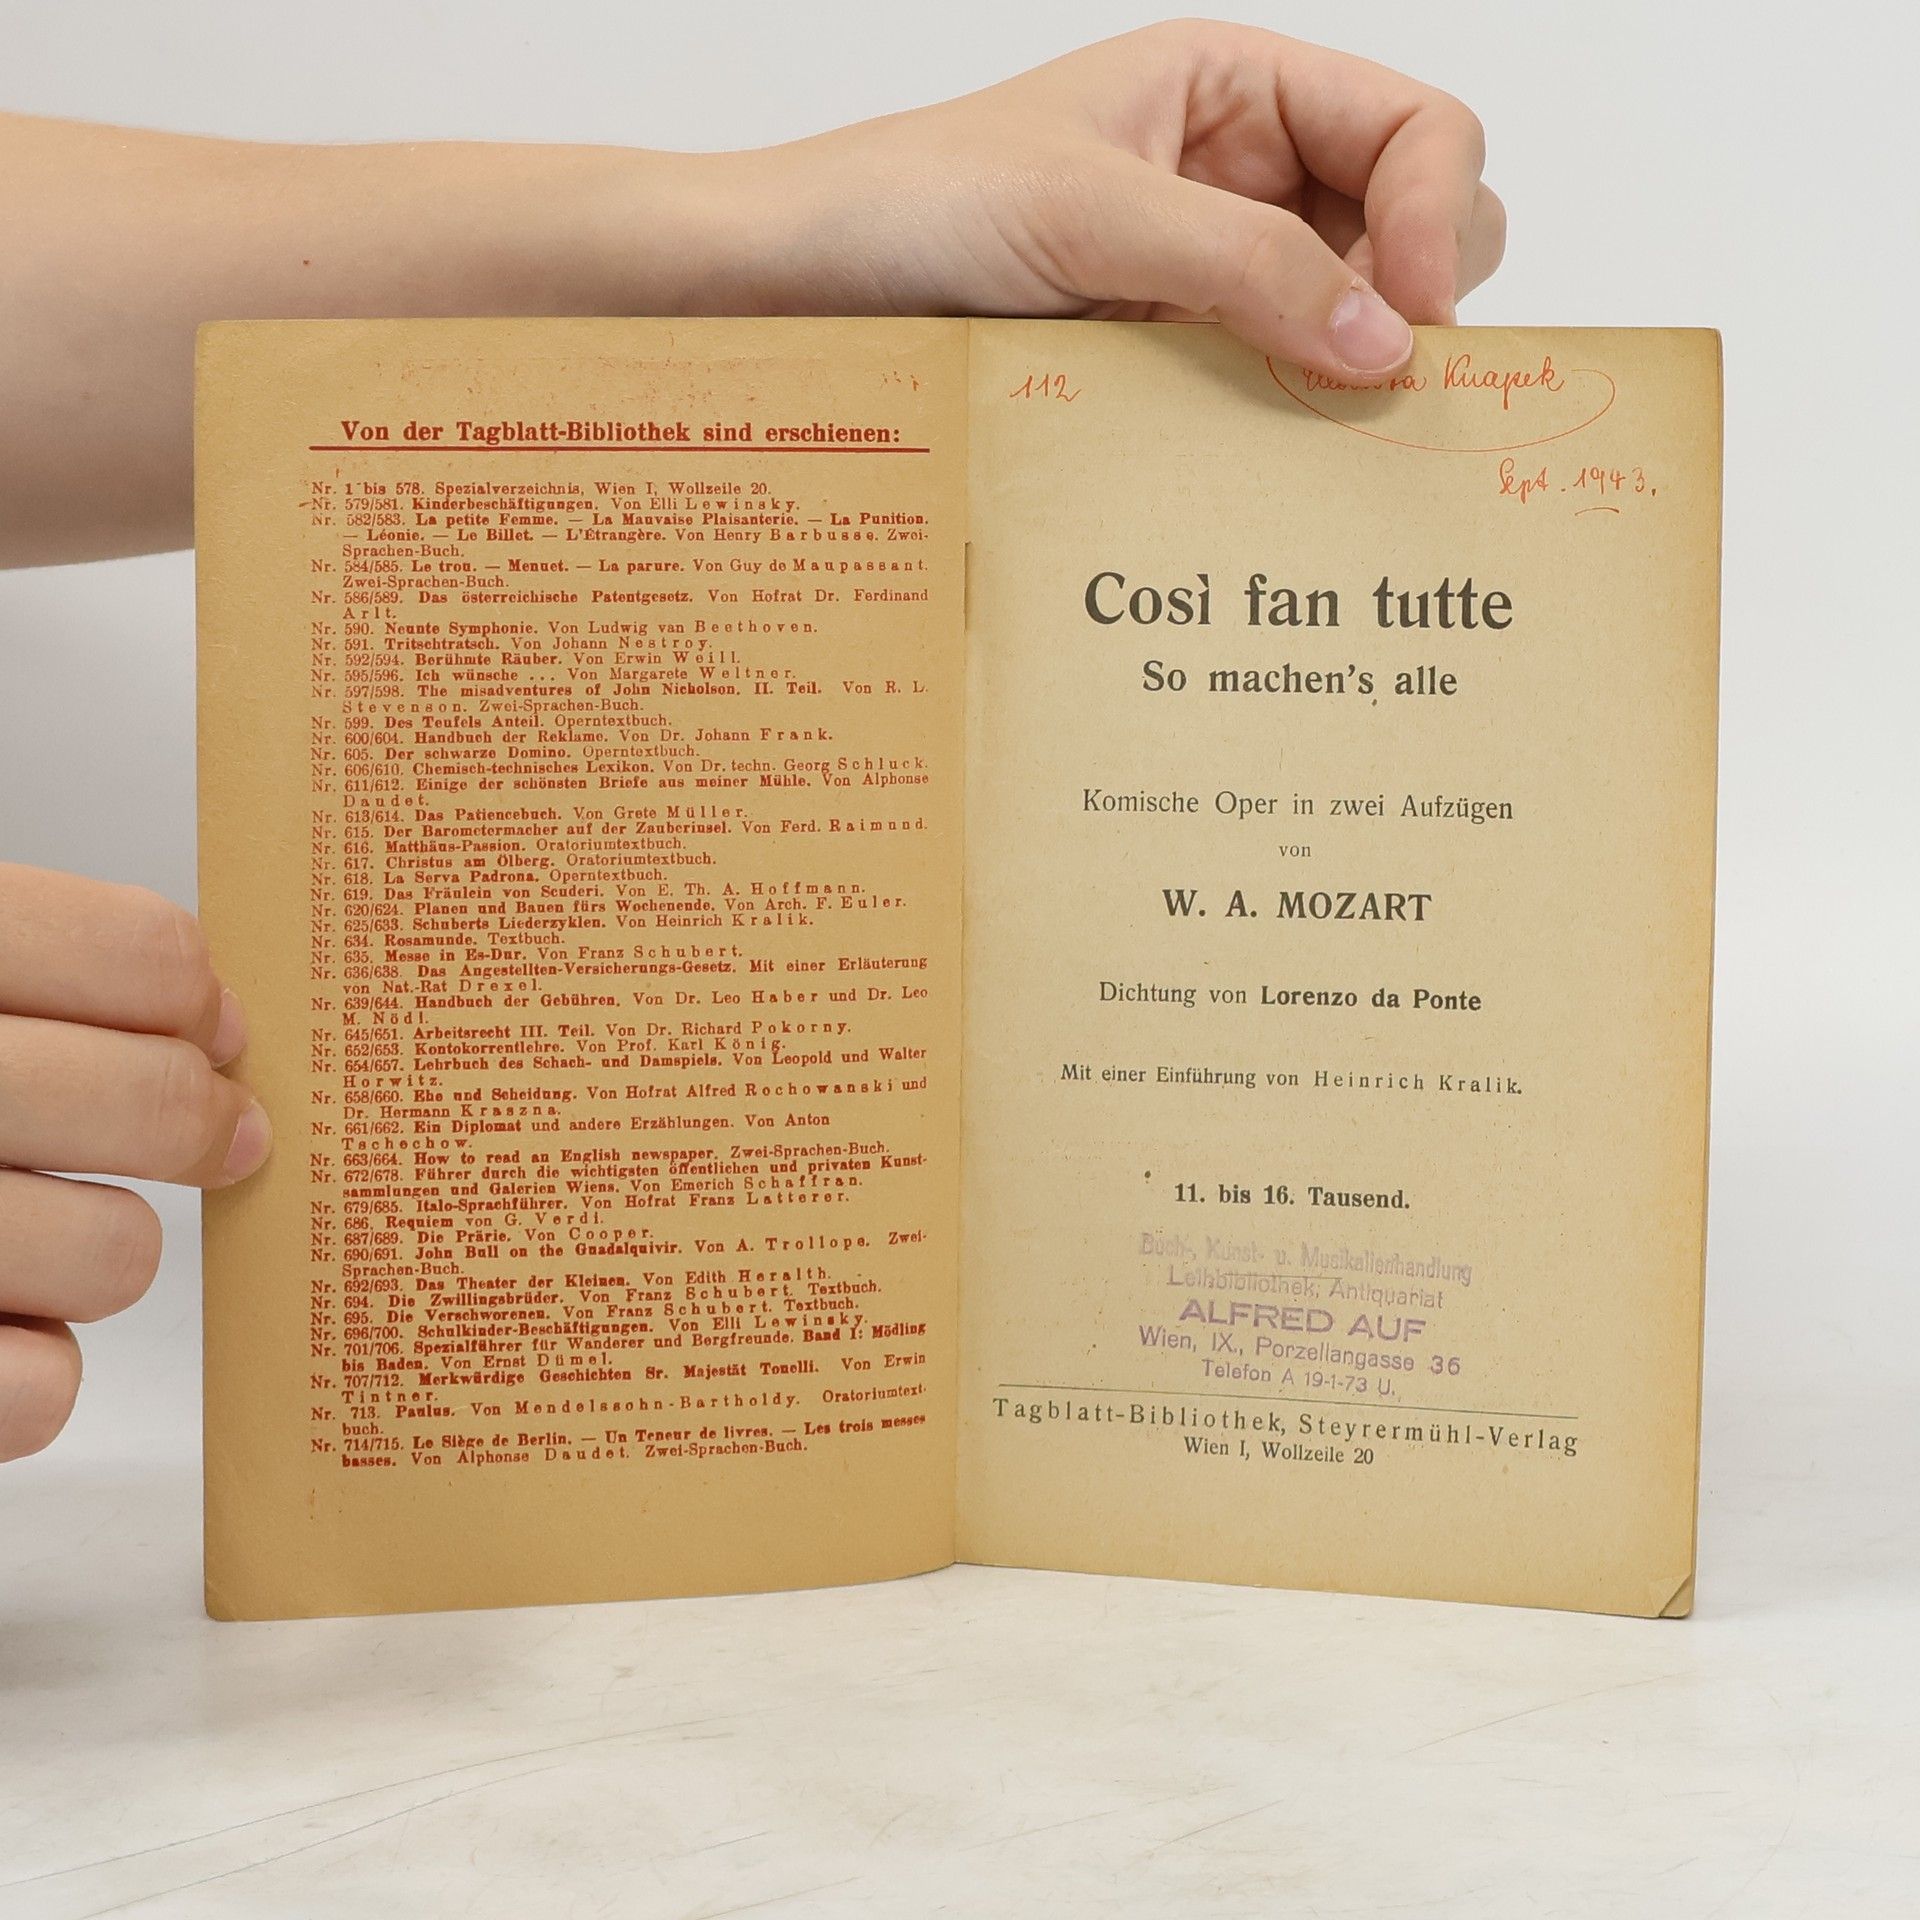 Von der Tagblatt-Bibliothek sind erschienen:
Nr. 1 bis 578. Spezialverzeichnis, Wien I, Wollzeile 20.
Nr. 579/581. Kinderbeschäftigungen. Von Elli Lewinsky.
Nr. 582/583. La petite Femme. — La Mauvaise Plaisanterie. — La Punition.
— Léonie. — Le Billet. — L'Étrangère. Von Henry Barbusse. Zwei-
Sprachen-Buch.
Nr. 584/585. Le trou. — Menuet. — La parure. Von Guy de Maupassant.
Zwei-Sprachen-Buch.
Nr. 586/589. Das österreichische Patentgesetz. Von Hofrat Dr. Ferdinand
Arlt.
Nr. 590. Neunte Symphonie. Von Ludwig van Beethoven.
Nr. 591. Tritschtratsch. Von Johann Nestroy.
Nr. 592/594. Berühmte Räuber. Von Erwin Weill.
Nr. 595/596. Ich wünsche ... Von Margarete Weltner.
Nr. 597/598. The misadventures of John Nicholson. II. Teil. Von R. L.
Stevenson. Zwei-Sprachen-Buch.
Nr. 599. Des Teufels Anteil. Operntextbuch.
Nr. 600/604. Handbuch der Reklame. Von Dr. Johann Frank.
Nr. 605. Der schwarze Domino. Operntextbuch.
Nr. 606/610. Chemisch-technisches Lexikon. Von Dr. techn. Georg Schluck.
Nr. 611/612. Einige der schönsten Briefe aus meiner Mühle. Von Alphonse
Daudet.
Nr. 613/614. Das Patiencebuch. Von Grete Müller.
Nr. 615. Der Barometermacher auf der Zauberinsel. Von Ferd. Raimund.
Nr. 616. Matthäus-Passion. Oratoriumtextbuch.
Nr. 617. Christus am Ölberg. Oratoriumtextbuch.
Nr. 618. La Serva Padrona. Operntextbuch.
Nr. 619. Das Fräulein von Scuderi. Von E. Th. A. Hoffmann.
Nr. 620/624. Planen und Bauen fürs Wochenende. Von Arch. F. Euler.
Nr. 625/633. Schuberts Liederzyklen. Von Heinrich Kralik.
Nr. 634. Rosamunde. Textbuch.
Nr. 635. Messe in Es-Dur. Von Franz Schubert.
Nr. 636/638. Das Angestellten-Versicherungs-Gesetz. Mit einer Erläuterung
von Nat.-Rat Drexel.
Nr. 639/644. Handbuch der Gebühren. Von Dr. Leo Haber und Dr. Leo
M. Nödl.
Nr. 645/651. Arbeitsrecht III. Teil. Von Dr. Richard Pokorny.
Nr. 652/653. Kontokorrentlehre. Von Prof. Karl König.
Nr. 654/657. Lehrbuch des Schach- und Damspiels. Von Leopold und Walter
Horwitz.
Nr. 658/660. Ehe und Scheidung. Von Hofrat Alfred Rochowanski und
Dr. Hermann Kraszna.
Nr. 661/662. Ein Diplomat und andere Erzählungen. Von Anton
Tschechow.
Nr. 663/664. How to read an English newspaper. Zwei-Sprachen-Buch.
Nr. 672/678. Führer durch die wichtigsten öffentlichen und privaten Kunst-
sammlungen und Galerien Wiens. Von Emerich Schaffran.
Nr. 679/685. Italo-Sprachführer. Von Hofrat Franz Latterer.
Nr. 686. Requiem von G. Verdi.
Nr. 687/689. Die Prärie. Von Cooper.
Nr. 690/691. John Bull on the Guadalquivir. Von A. Trollope. Zwei-
Sprachen-Buch.
Nr. 692/693. Das Theater der Kleinen. Von Edith Heralth.
Nr. 694. Die Zwillingsbrüder. Von Franz Schubert. Textbuch.
Nr. 695. Die Verschworenen. Von Franz Schubert. Textbuch.
Nr. 696/700. Schulkinder-Beschäftigungen. Von Elli Lewinsky.
Nr. 701/706. Spezialführer für Wanderer und Bergfreunde. Band I: Mödling
bis Baden. Von Ernst Dümel.
Nr. 707/712. Merkwürdige Geschichten Sr. Majestät Tonelli. Von Erwin
Tintner.
Nr. 713. Paulus. Von Mendelssohn-Bartholdy. Oratoriumtext-
buch.
Nr. 714/715. Le Siège de Berlin. — Un Teneur de livres. — Les trois messes
basses. Von Alphonse Daudet. Zwei-Sprachen-Buch.
112
Knapek
Sept. 1943.
Così fan tutte
So machen's alle
Komische Oper in zwei Aufzügen
von
W. A. MOZART
Dichtung von Lorenzo da Ponte
Mit einer Einführung von Heinrich Kralik.
11. bis 16. Tausend.
Buch-, Kunst- u. Musikalienhandlung
Leihbibliothek, Antiquariat
ALFRED AUF
Wien, IX., Porzellangasse 36
Telefon A 19-1-73 U.
Tagblatt-Bibliothek, Steyrermühl-Verlag
Wien I, Wollzeile 20